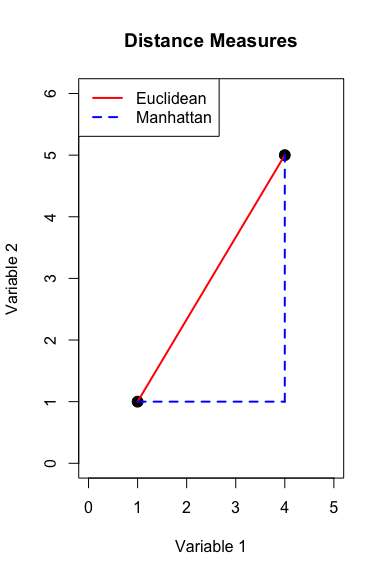 Distance Measures
Euclidean
Manhattan
6
5
4
3
2
1
0
Variable 2
0 1 2 3 4 5
Variable 1